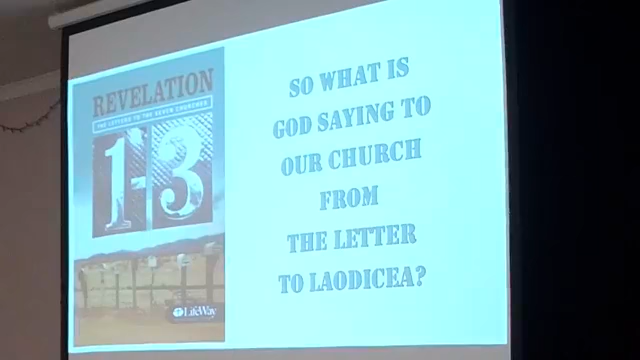 REVELATION
THE LETTERS TO THE SEVEN CHURCHES
1-3
LifeWay
SO WHAT IS
GOD SAYING TO
OUR CHURCH
FROM
THE LETTER
TO LAODICEA?